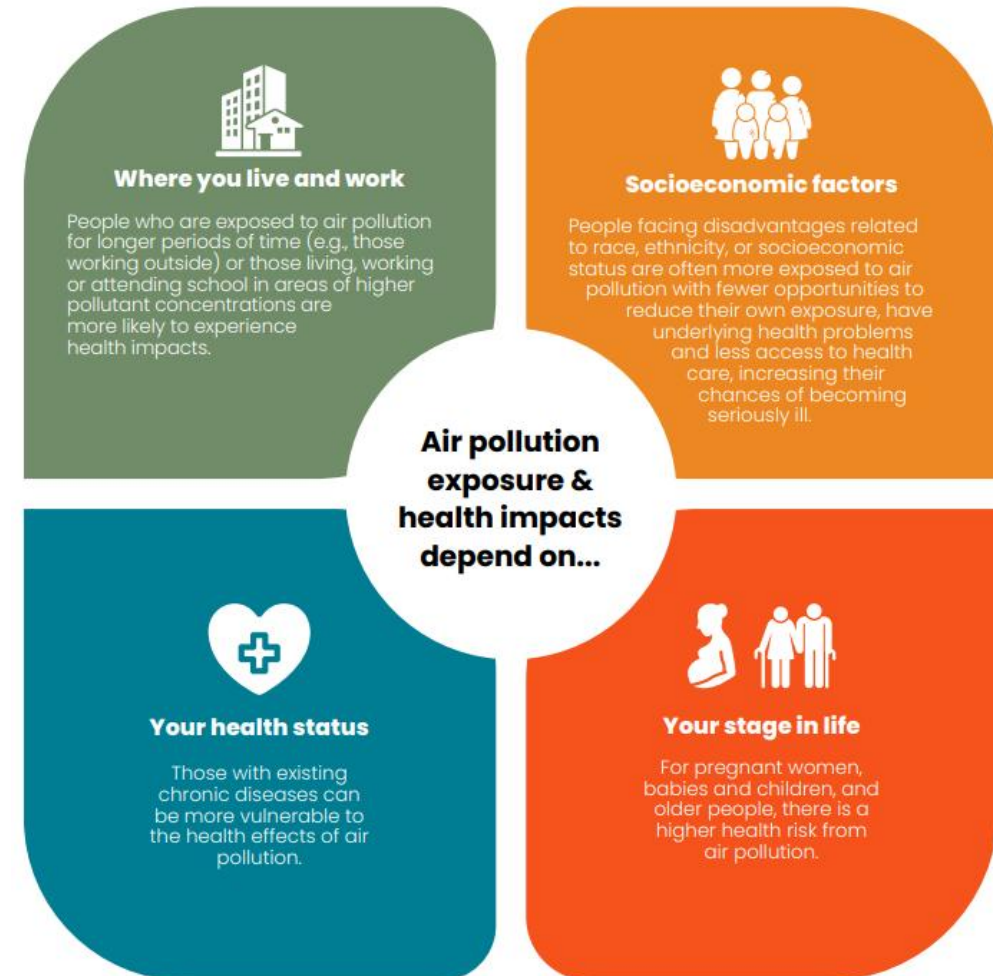 Where you live and work
People who are exposed to air pollution
for longer periods of time (e.g., those
working outside) or those living, working
or attending school in areas of higher
pollutant concentrations are
more likely to experience
health impacts.
Socioeconomic factors
People facing disadvantages related
to race, ethnicity, or socioeconomic
status are often more exposed to air
pollution with fewer opportunities to
reduce their own exposure, have
underlying health problems
and less access to health
care, increasing their
chances of becoming
seriously ill.
Air pollution
exposure &
health impacts
depend on...
Your health status
Those with existing
chronic diseases can
be more vulnerable to
the health effects of air
pollution.
Your stage in life
For pregnant women,
babies and children, and
older people, there is a
higher health risk from
air pollution.